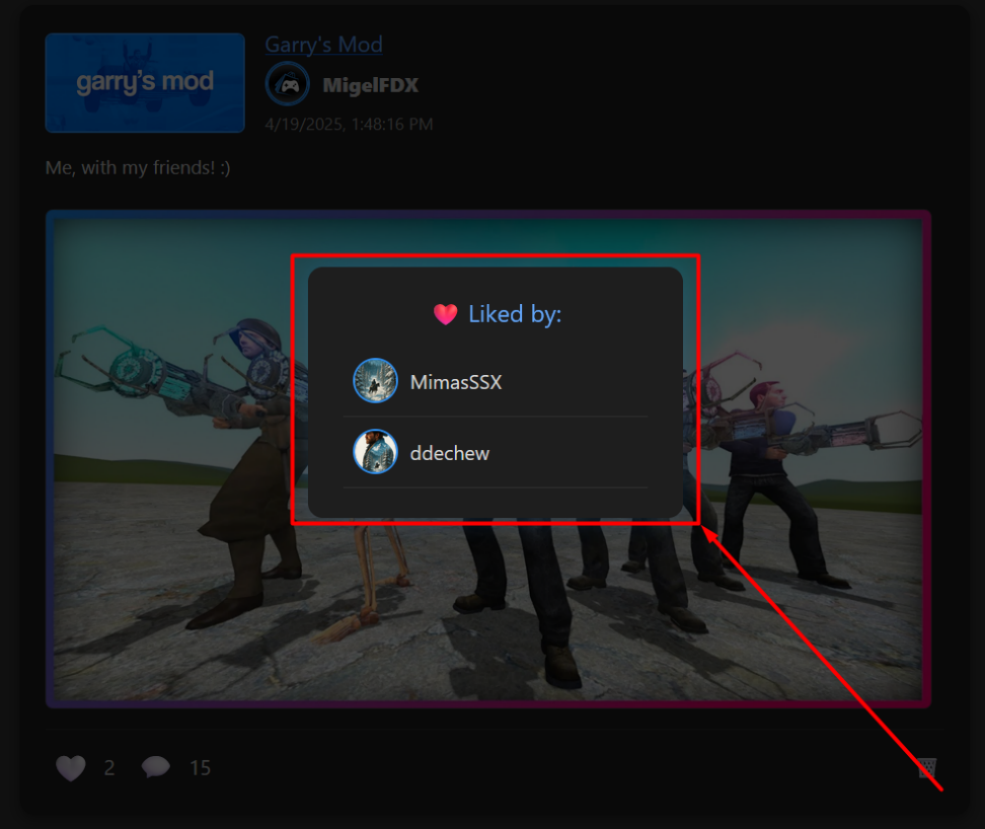 garry's mod
Garry's Mod
MigelFDX
4/19/2025, 1:48:16 PM
Me, with my friends! :)
Liked by:
MimasSSX
ddechew
2
15